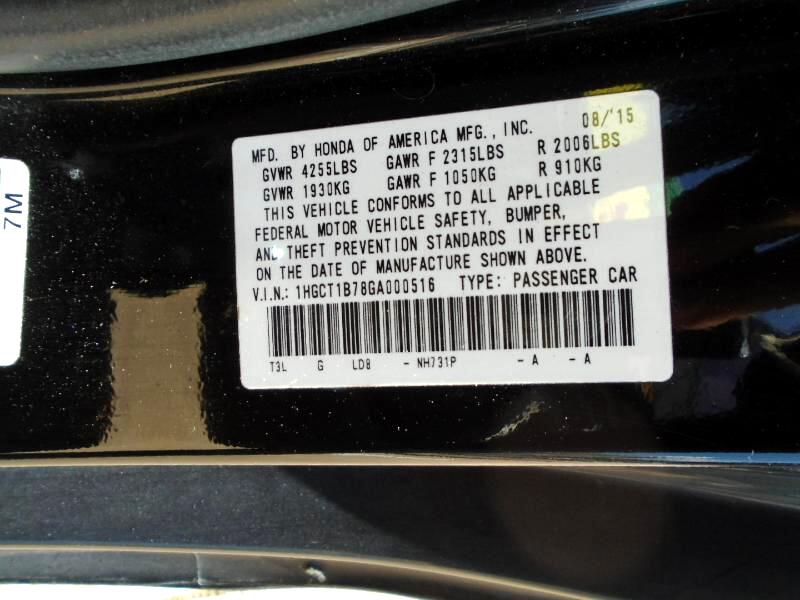 08/'15
MFD. BY HONDA OF AMERICA MFG., INC.
GVWR 4255LBS GAWR F 2315LBS R 2006LBS
GVWR 1930KG GAWR F 1050KG R 910KG
THIS VEHICLE CONFORMS TO ALL APPLICABLE
FEDERAL MOTOR VEHICLE SAFETY, BUMPER,
AND THEFT PREVENTION STANDARDS IN EFFECT
ON THE DATE OF MANUFACTURE SHOWN ABOVE.
V.I.N.: 1HGCT1B78GA000516 TYPE: PASSENGER CAR
T3L G LD8 - NH731P - A - A
7M